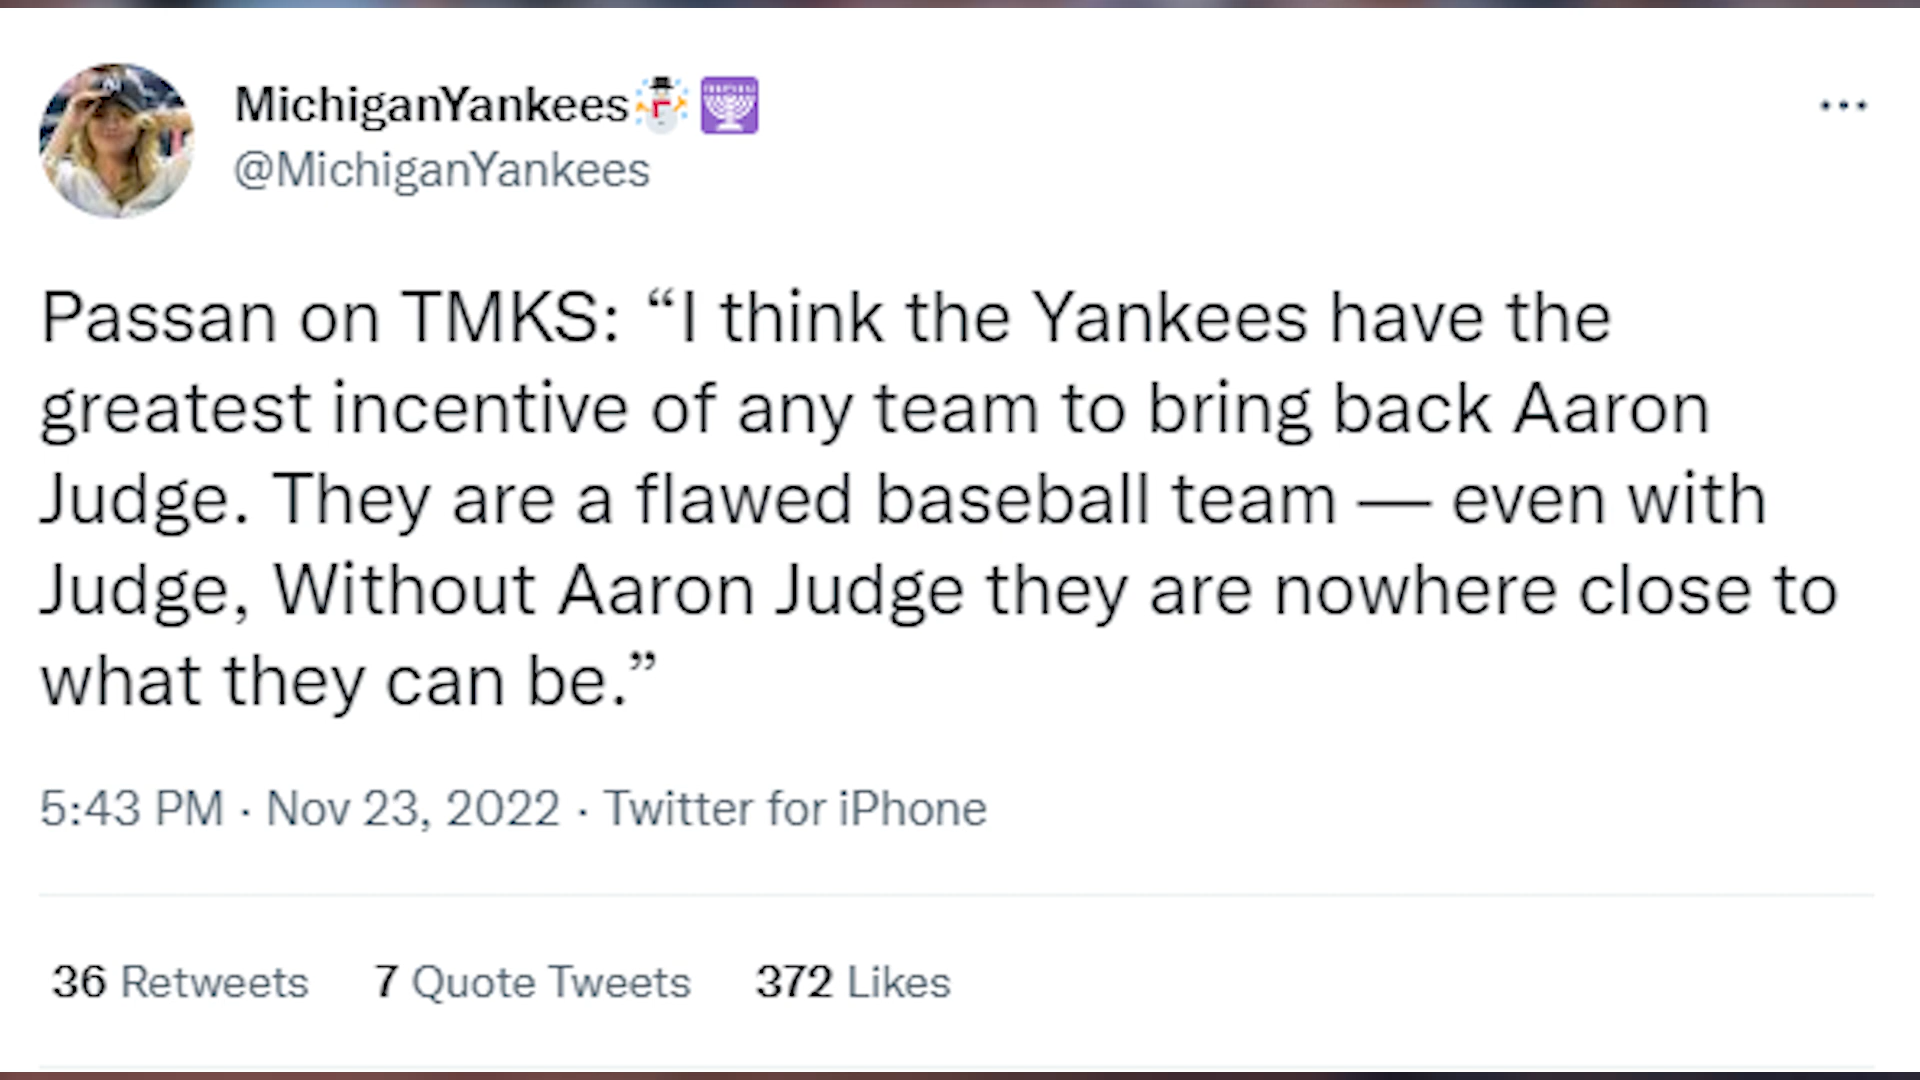 MichiganYankees
@MichiganYankees
Passan on TMKS: “I think the Yankees have the
greatest incentive of any team to bring back Aaron
Judge. They are a flawed baseball team — even with
Judge, Without Aaron Judge they are nowhere close to
what they can be.”
5:43 PM · Nov 23, 2022 · Twitter for iPhone
36 Retweets 7 Quote Tweets 372 Likes